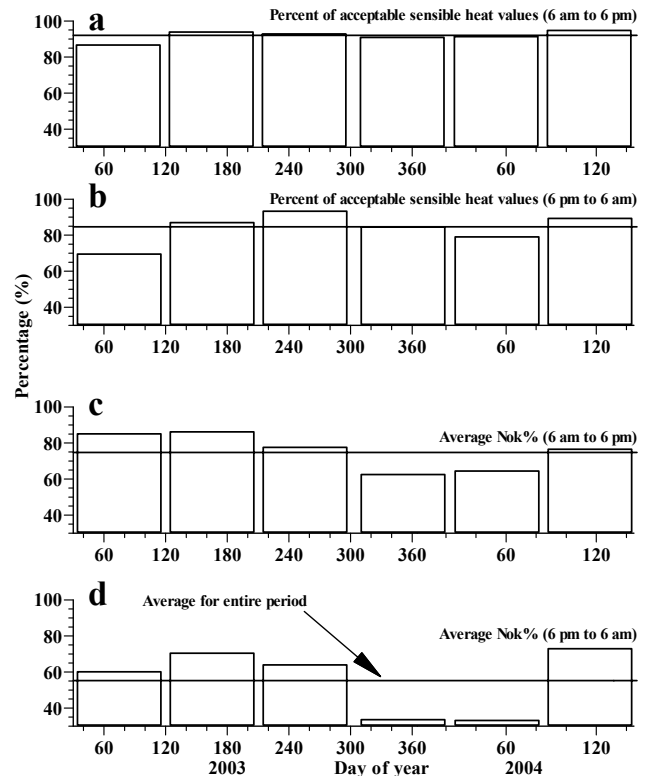 a
Percent of acceptable sensible heat values (6 am to 6 pm)
100
80
60
40
60 120 180 240 300 360 60 120
b
Percent of acceptable sensible heat values (6 pm to 6 am)
100
80
60
40
60 120 180 240 300 360 60 120
Percentage (%)
c
Average Nok% (6 am to 6 pm)
100
80
60
40
60 120 180 240 300 360 60 120
d
Average for entire period
Average Nok% (6 pm to 6 am)
100
80
60
40
60 120 180 240 300 360 60 120
2003 Day of year 2004